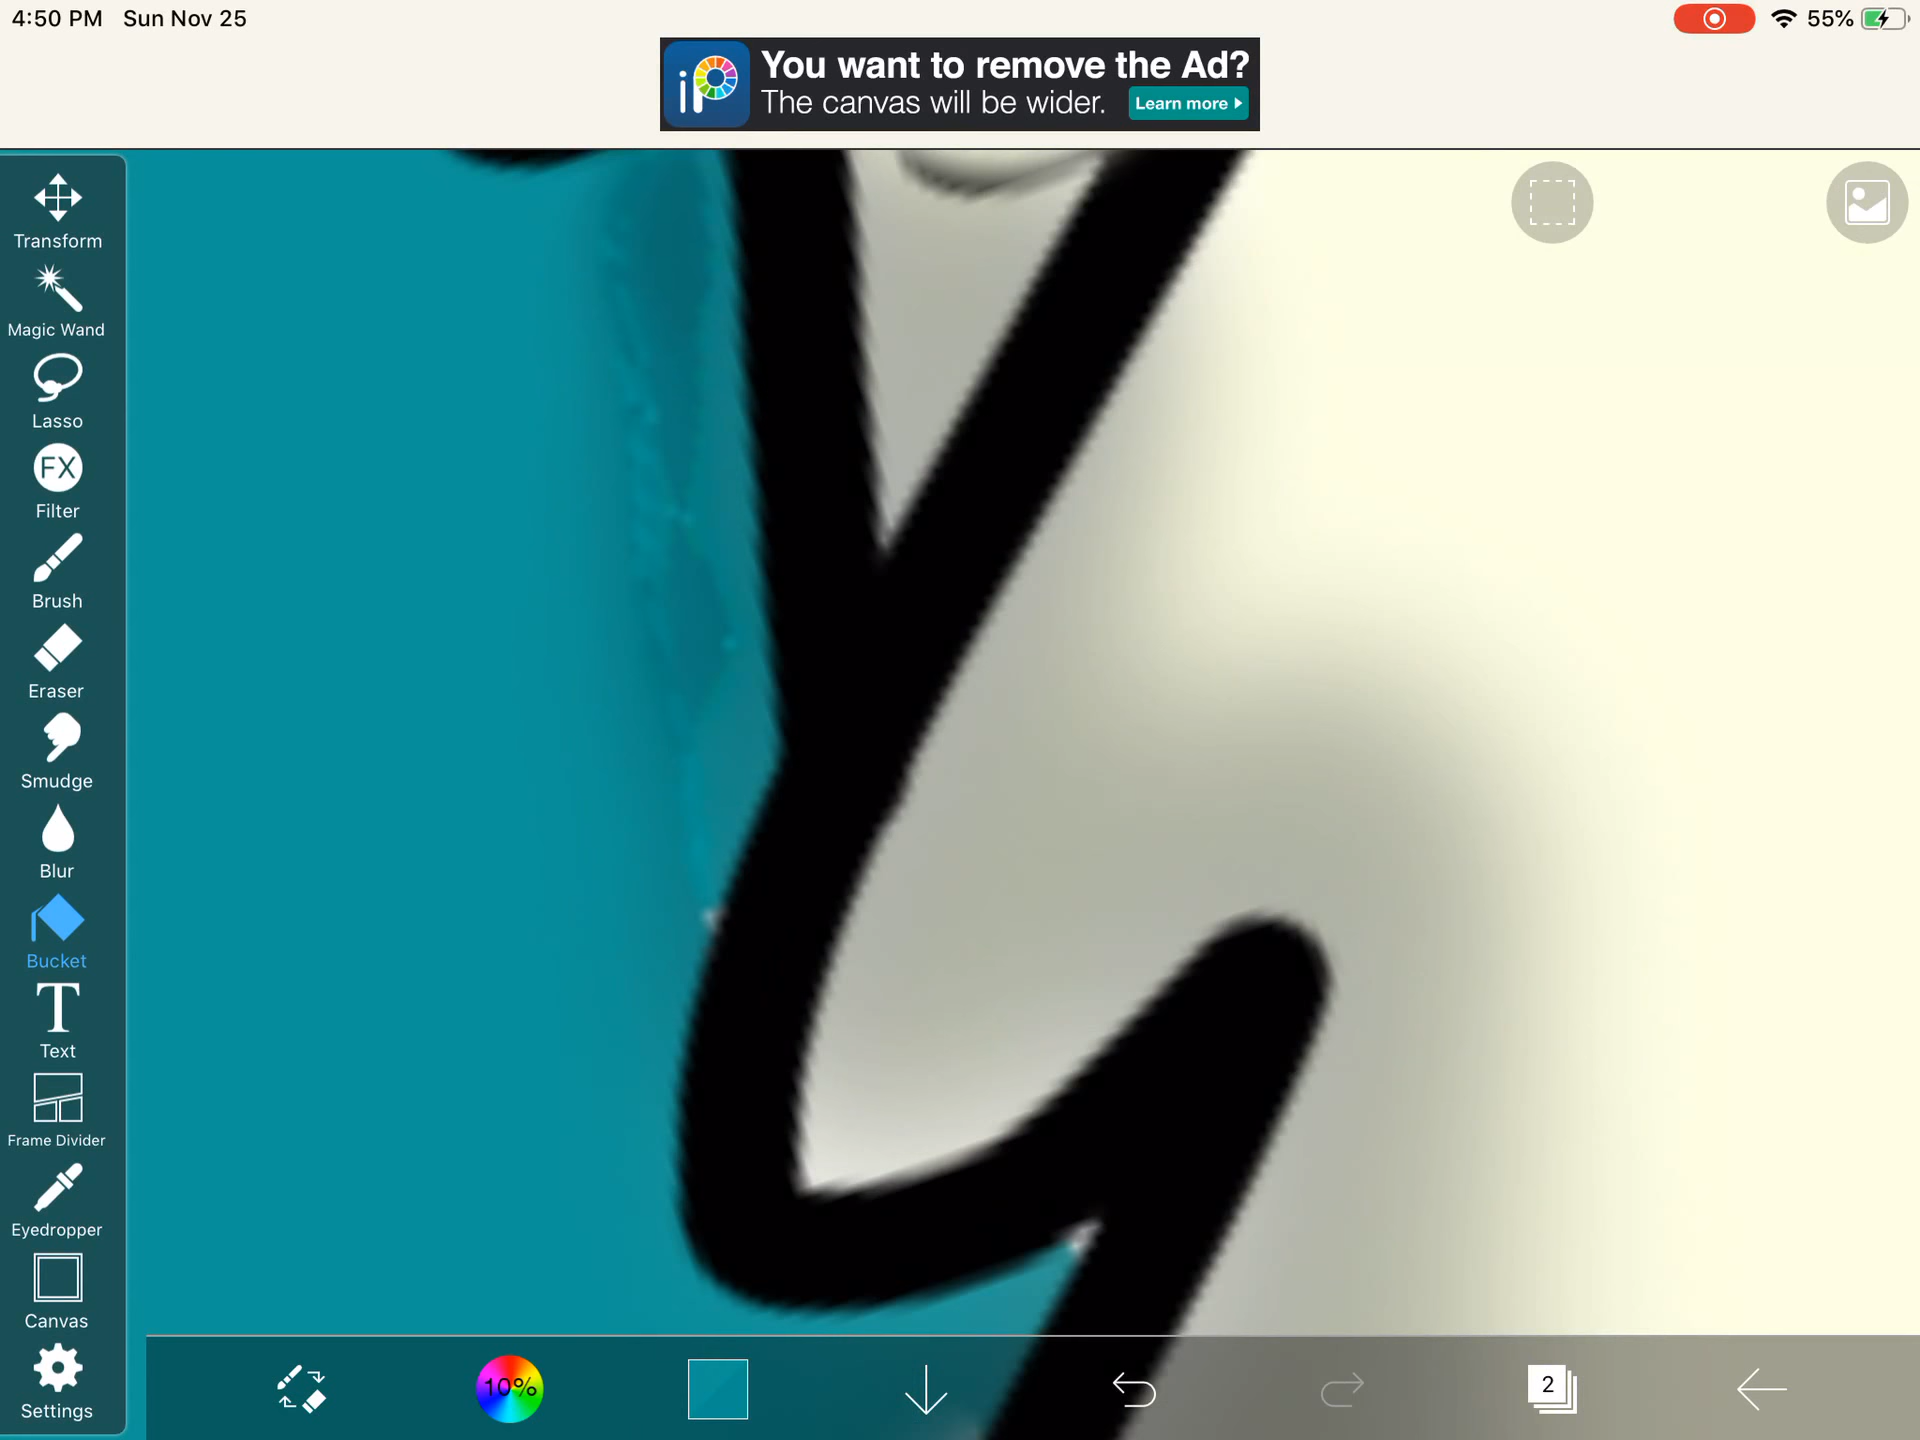 4:50 PM Sun Nov 25
55%
iP
You want to remove the Ad?
The canvas will be wider.
Learn more
Transform
Magic Wand
Lasso
FX
Filter
Brush
Eraser
Smudge
Blur
Bucket
T
Text
Frame Divider
Eyedropper
Canvas
Settings
10%
2